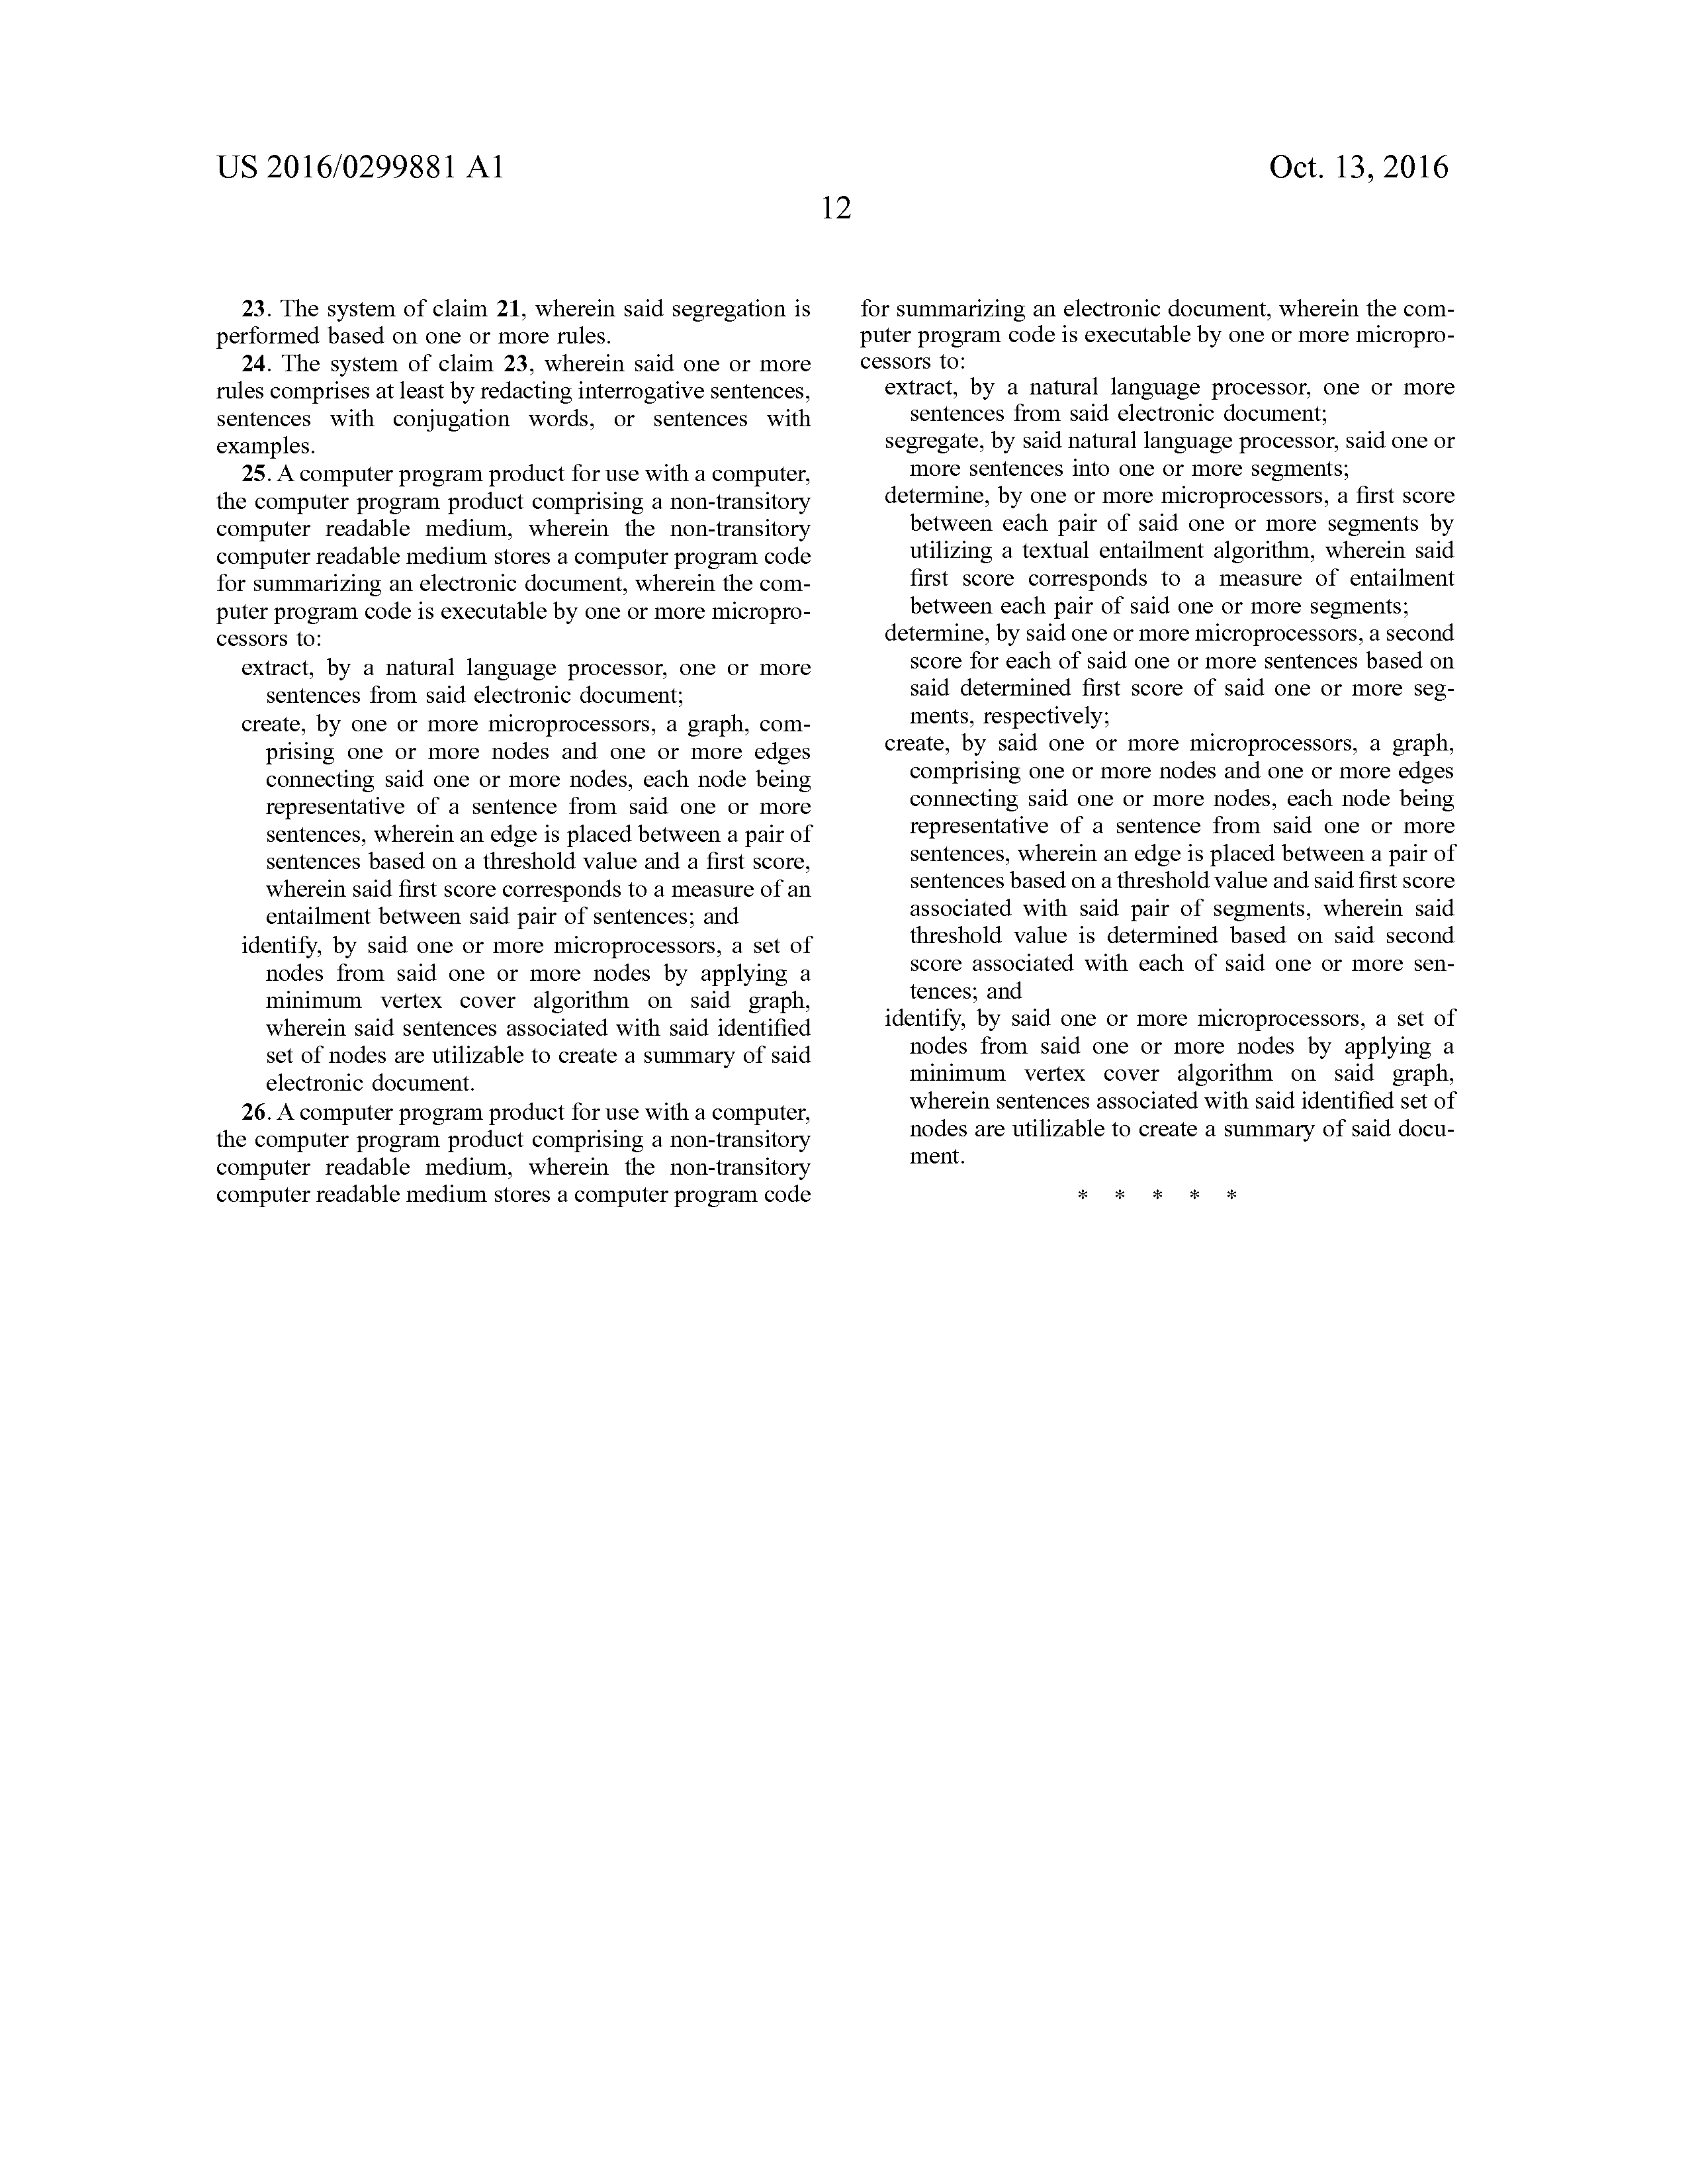 US 2016/0299881 A1
Oct. 13, 2016
12
23. The system of claim 21, wherein said segregation is
performed based on one or more rules.
24. The system of claim 23, wherein said one or more
rules comprises at least by redacting interrogative sentences,
sentences with conjugation words, or sentences with
examples.
25. A computer program product for use with a computer,
the computer program product comprising a non-transitory
computer readable medium, wherein the non-transitory
computer readable medium stores a computer program code
for summarizing an electronic document, wherein the com-
puter program code is executable by one or more micropro-
cessors to:
extract, by a natural language processor, one or more
sentences from said electronic document;
create, by one or more microprocessors, a graph, com-
prising one or more nodes and one or more edges
connecting said one or more nodes, each node being
representative of a sentence from said one or more
sentences, wherein an edge is placed between a pair of
sentences based on a threshold value and a first score,
wherein said first score corresponds to a measure of an
entailment between said pair of sentences; and
identify, by said one or more microprocessors, a set of
nodes from said one or more nodes by applying a
minimum vertex cover algorithm on said graph,
wherein said sentences associated with said identified
set of nodes are utilizable to create a summary of said
electronic document.
26. A computer program product for use with a computer,
the computer program product comprising a non-transitory
computer readable medium, wherein the non-transitory
computer readable medium stores a computer program code
for summarizing an electronic document, wherein the com-
puter program code is executable by one or more micropro-
cessors to:
extract, by a natural language processor, one or more
sentences from said electronic document;
segregate, by said natural language processor, said one or
more sentences into one or more segments;
determine, by one or more microprocessors, a first score
between each pair of said one or more segments by
utilizing a textual entailment algorithm, wherein said
first score corresponds to a measure of entailment
between each pair of said one or more segments;
determine, by said one or more microprocessors, a second
score for each of said one or more sentences based on
said determined first score of said one or more seg-
ments, respectively;
create, by said one or more microprocessors, a graph,
comprising one or more nodes and one or more edges
connecting said one or more nodes, each node being
representative of a sentence from said one or more
sentences, wherein an edge is placed between a pair of
sentences based on a threshold value and said first score
associated with said pair of segments, wherein said
threshold value is determined based on said second
score associated with each of said one or more sen-
tences; and
identify, by said one or more microprocessors, a set of
nodes from said one or more nodes by applying a
minimum vertex cover algorithm on said graph,
wherein sentences associated with said identified set of
nodes are utilizable to create a summary of said docu-
ment.
* * * * *